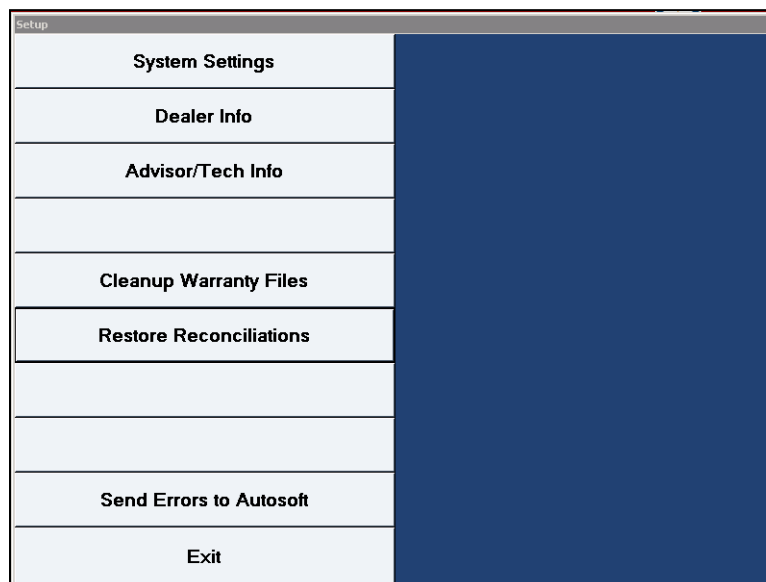 Setup
System Settings
Dealer Info
Advisor/Tech Info
Cleanup Warranty Files
Restore Reconciliations
Send Errors to Autosoft
Exit